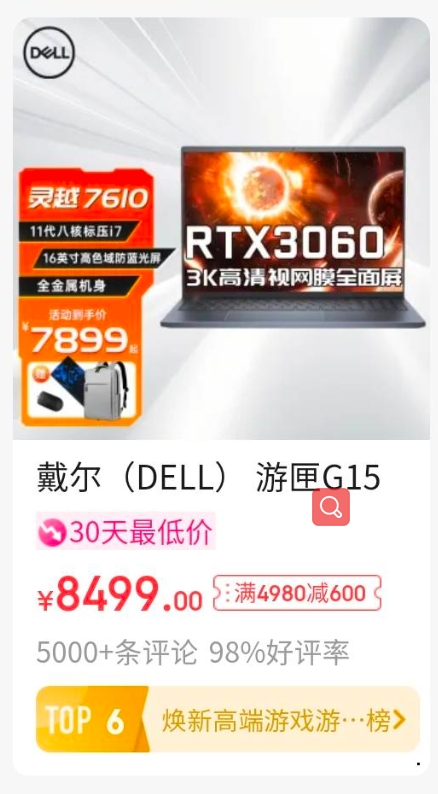 DELL
灵越 7610
11代八核标压i7
16英寸高色域防蓝光屏
全金属机身
活动到手价
¥7899起
赠
RTX3060
3K高清视网膜全面屏
戴尔（DELL） 游匣G15
30天最低价
¥8499.00 满4980减600
5000+条评论 98%好评率
TOP 6 焕新高端游戏游…榜>